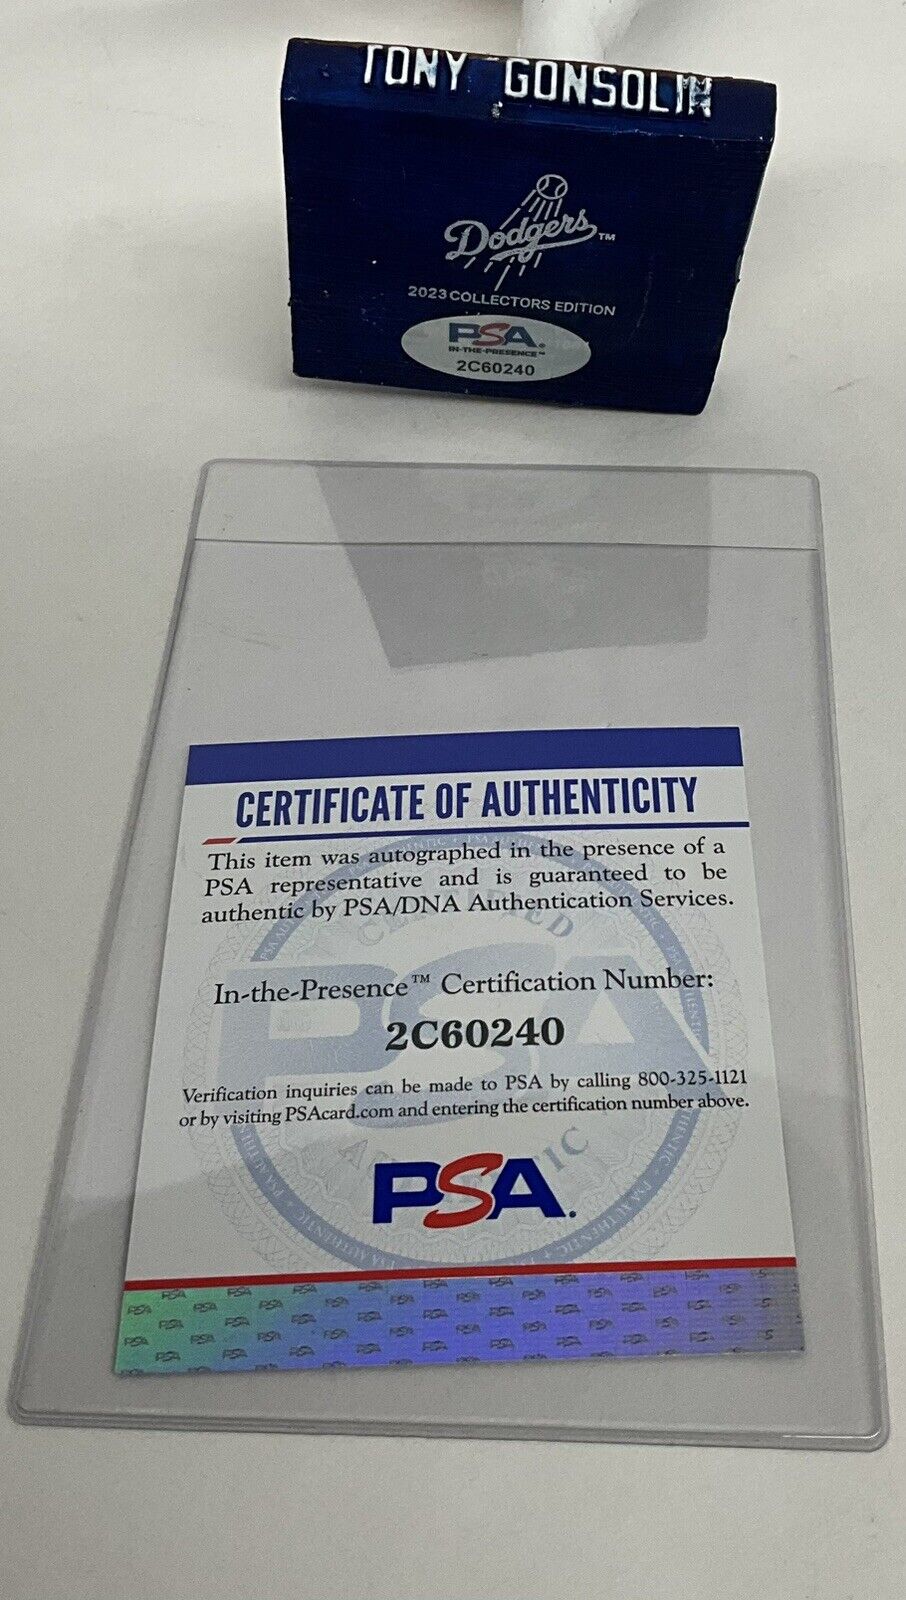 TONY GONSOLIN
Dodgers™
2023 COLLECTORS EDITION
PSA.
IN-THE-PRESENCE™
2C60240
CERTIFICATE OF AUTHENTICITY
This item was autographed in the presence of a
PSA representative and is guaranteed to be
authentic by PSA/DNA Authentication Services.
In-the-Presence™ Certification Number:
2C60240
Verification inquiries can be made to PSA by calling 800-325-1121
or by visiting PSAcard.com and entering the certification number above.
PSA.